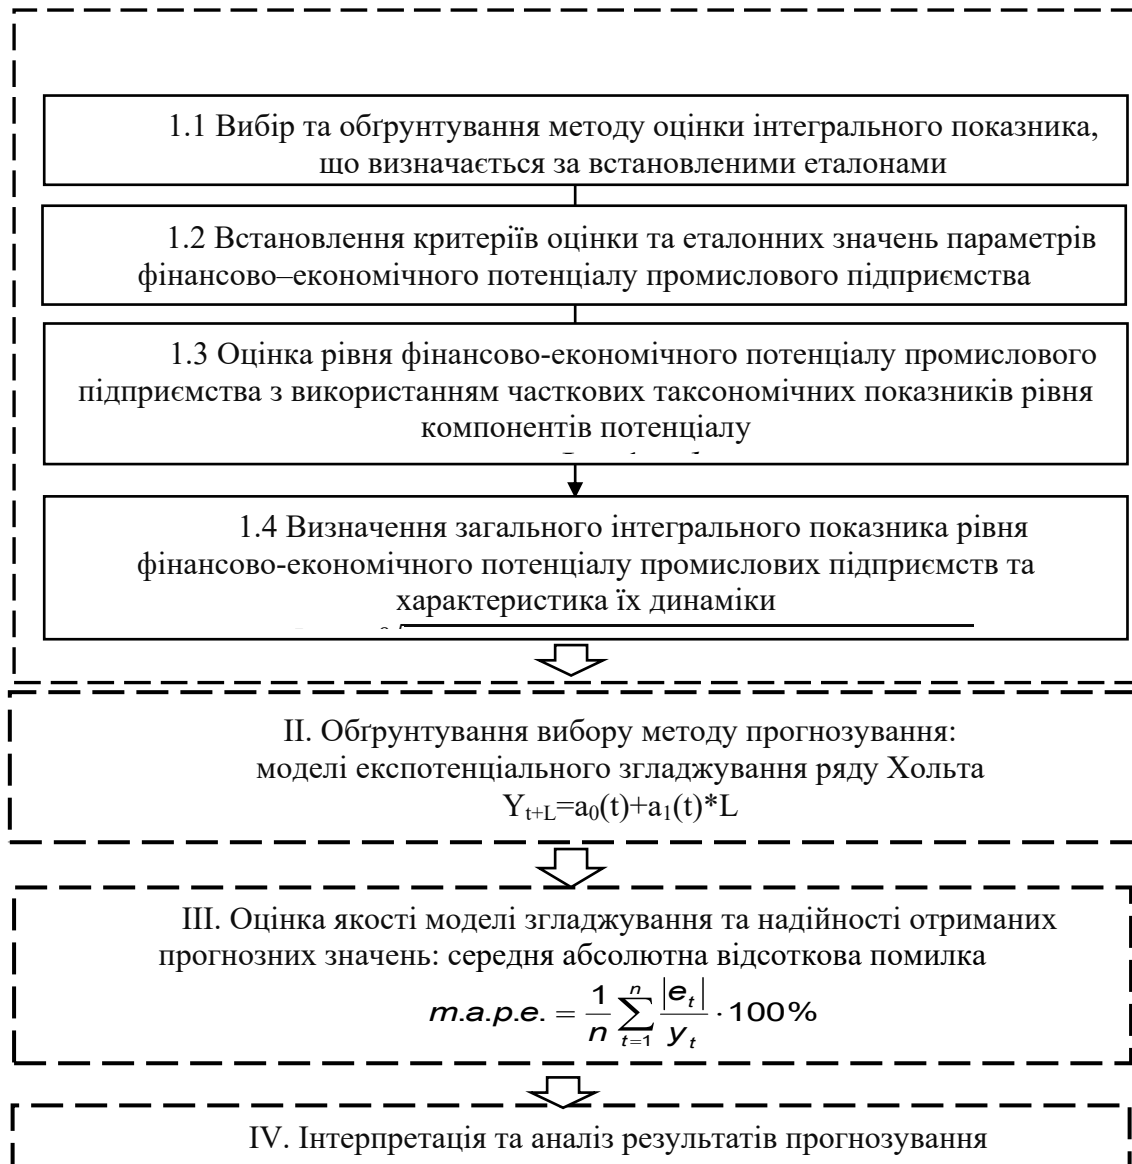 1.1 Вибір та обґрунтування методу оцінки інтегрального показника,
що визначається за встановленими еталонами
1.2 Встановлення критеріїв оцінки та еталонних значень параметрів
фінансово–економічного потенціалу промислового підприємства
1.3 Оцінка рівня фінансово-економічного потенціалу промислового
підприємства з використанням часткових таксономічних показників рівня
компонентів потенціалу
1.4 Визначення загального інтегрального показника рівня
фінансово-економічного потенціалу промислових підприємств та
характеристика їх динаміки
II. Обґрунтування вибору методу прогнозування:
моделі експотенціального згладжування ряду Хольта
Yₜ₊L=a₀(t)+a₁(t)*L
III. Оцінка якості моделі згладжування та надійності отриманих
прогнозних значень: середня абсолютна відсоткова помилка
m.a.p.e. = 1/n ∑ₜ₌₁ⁿ |eₜ|/yₜ · 100%
IV. Інтерпретація та аналіз результатів прогнозування